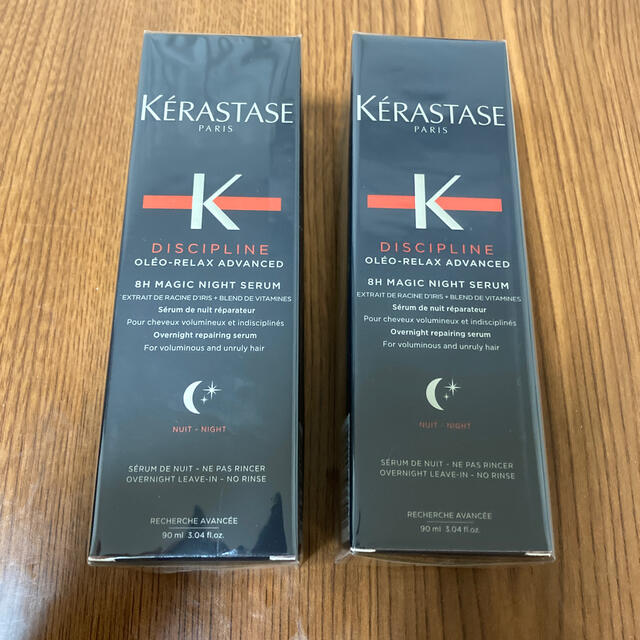 KÉRASTASE
PARIS
K
DISCIPLINE
OLÉO-RELAX ADVANCED
8H MAGIC NIGHT SERUM
EXTRAIT DE RACINE D'IRIS + BLEND DE VITAMINES
Sérum de nuit réparateur
Pour cheveux volumineux et indisciplinés
Overnight repairing serum
For voluminous and unruly hair
NUIT - NIGHT
SÉRUM DE NUIT - NE PAS RINCER
OVERNIGHT LEAVE-IN - NO RINSE
RECHERCHE AVANCÉE
90 ml 3.04 fl.oz.
KÉRASTASE
PARIS
K
DISCIPLINE
OLÉO-RELAX ADVANCED
8H MAGIC NIGHT SERUM
EXTRAIT DE RACINE D'IRIS + BLEND DE VITAMINES
Sérum de nuit réparateur
Pour cheveux volumineux et indisciplinés
Overnight repairing serum
For voluminous and unruly hair
NUIT - NIGHT
SÉRUM DE NUIT - NE PAS RINCER
OVERNIGHT LEAVE-IN - NO RINSE
RECHERCHE AVANCÉE
90 ml 3.04 fl.oz.